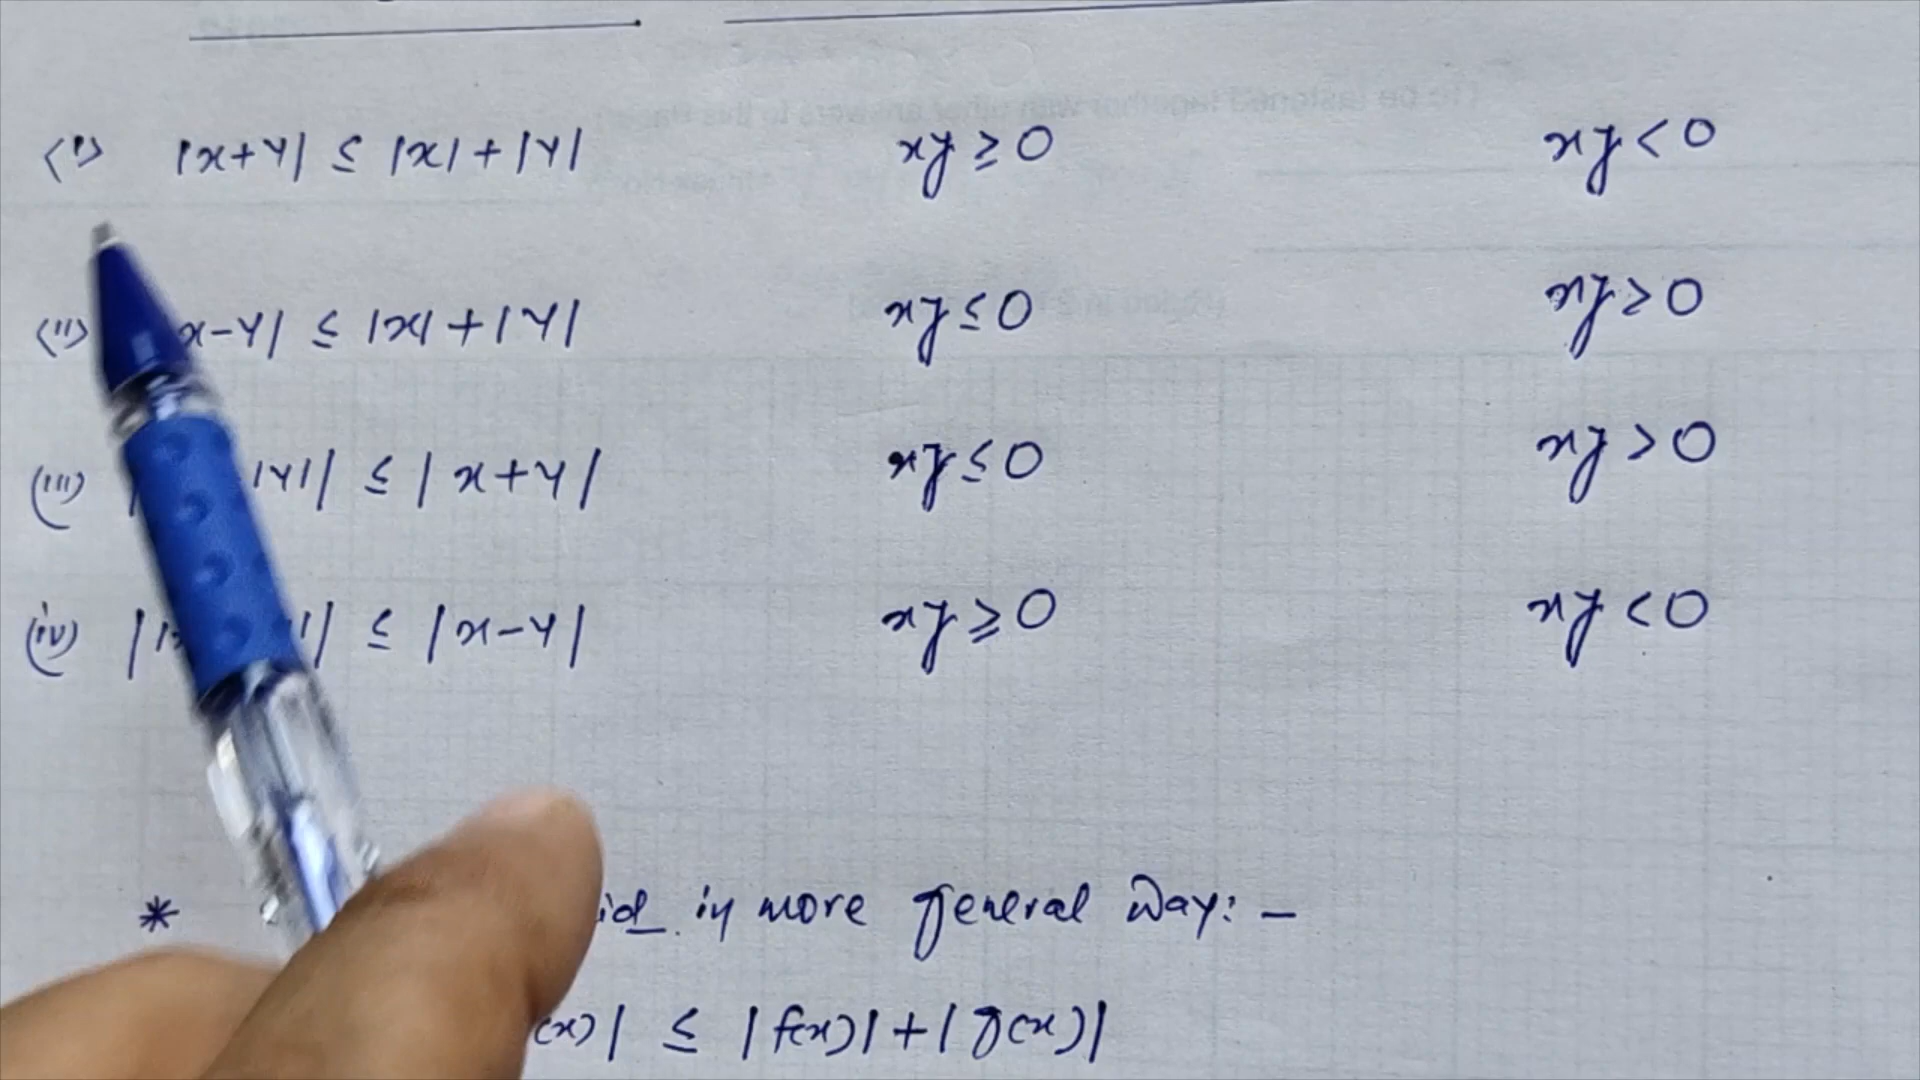 (i) |x+y| ≤ |x|+|y| xy ≥ 0 xy < 0
(ii) x-y| ≤ |x|+|y| xy ≤ 0 xy > 0
(iii) |y|| ≤ |x+y| xy ≤ 0 xy > 0
(iv) | | ≤ |x-y| xy ≥ 0 xy < 0
* in more general way: –
(x)| ≤ |f(x)|+|g(x)|